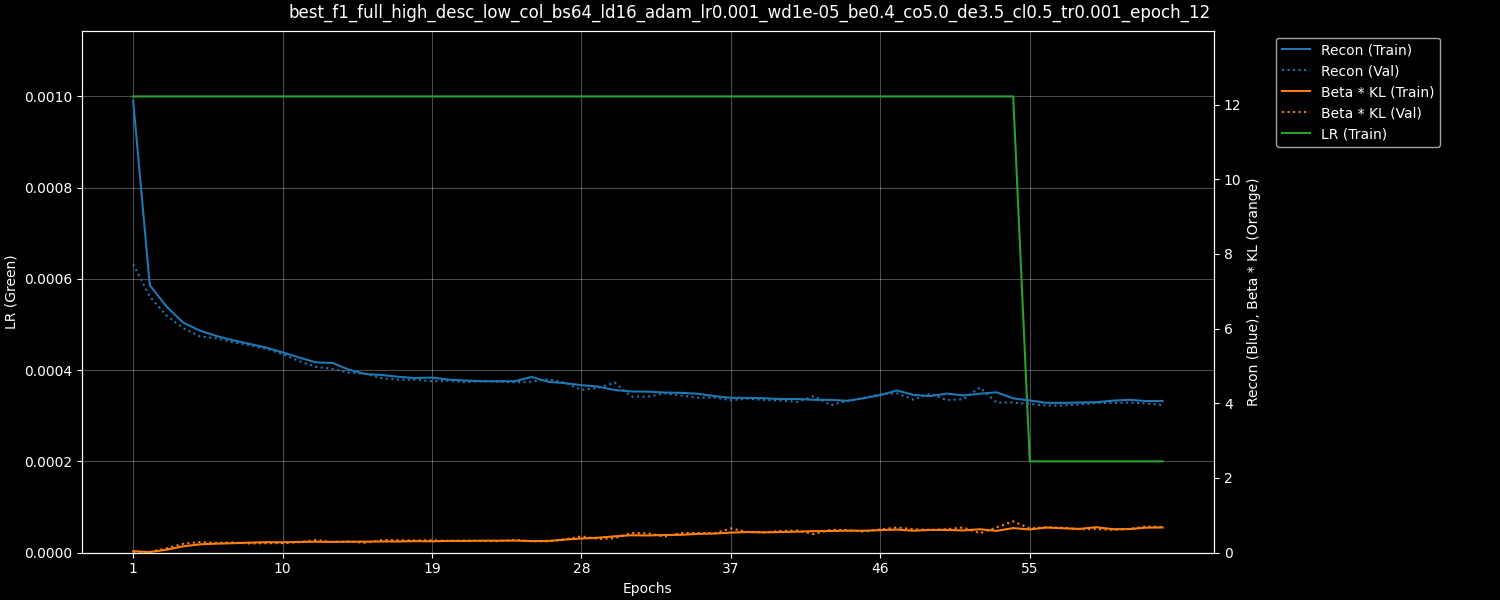 best_f1_full_high_desc_low_col_bs64_ld16_adam_lr0.001_wd1e-05_be0.4_co5.0_de3.5_cl0.5_tr0.001_epoch_12
LR (Green)
0.0010
0.0008
0.0006
0.0004
0.0002
0.0000
1
10
19
28
37
46
55
Epochs
12
10
8
6
4
2
0
Recon (Blue), Beta * KL (Orange)
Recon (Train)
Recon (Val)
Beta * KL (Train)
Beta * KL (Val)
LR (Train)